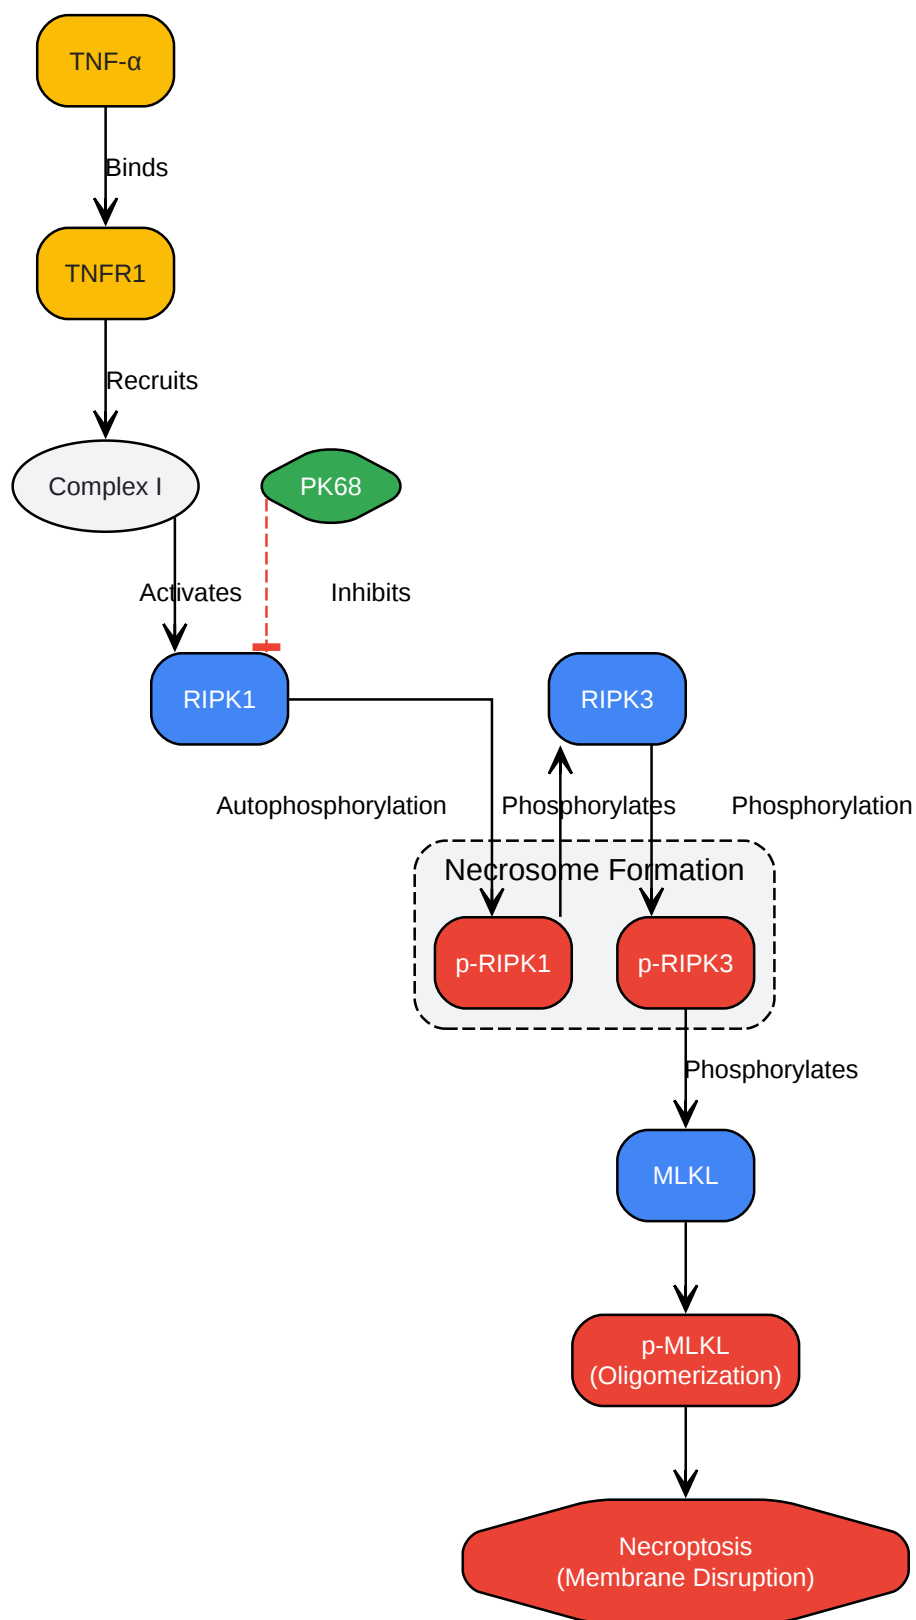 TNF-α
Binds
TNFR1
Recruits
Complex I
PK68
Activates
Inhibits
RIPK1
RIPK3
Autophosphorylation
Phosphorylates
Phosphorylation
Necrosome Formation
p-RIPK1
p-RIPK3
Phosphorylates
MLKL
p-MLKL
(Oligomerization)
Necroptosis
(Membrane Disruption)